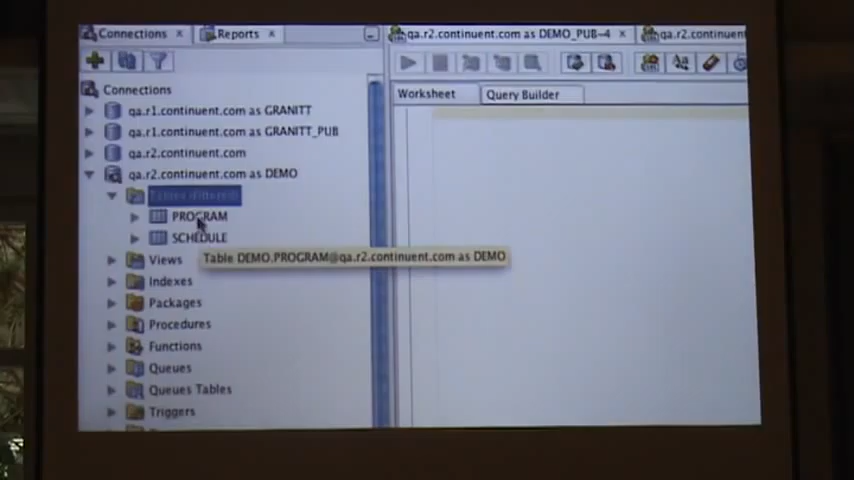 Connections Reports qa.r2.continuent.com as DEMO_PUB~4 qa.r2.continuent
Worksheet Query Builder
Connections
qa.r1.continuent.com as GRANITT
qa.r1.continuent.com as GRANITT_PUB
qa.r2.continuent.com
qa.r2.continuent.com as DEMO
PROGRAM
SCHEDULE
Views
Table DEMO.PROGRAM@qa.r2.continuent.com as DEMO
Indexes
Packages
Procedures
Functions
Queues
Queues Tables
Triggers